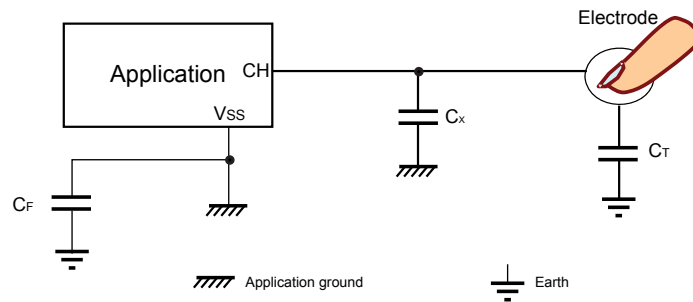 Electrode
Application
CH
VSS
CX
CT
CF
Application ground
Earth